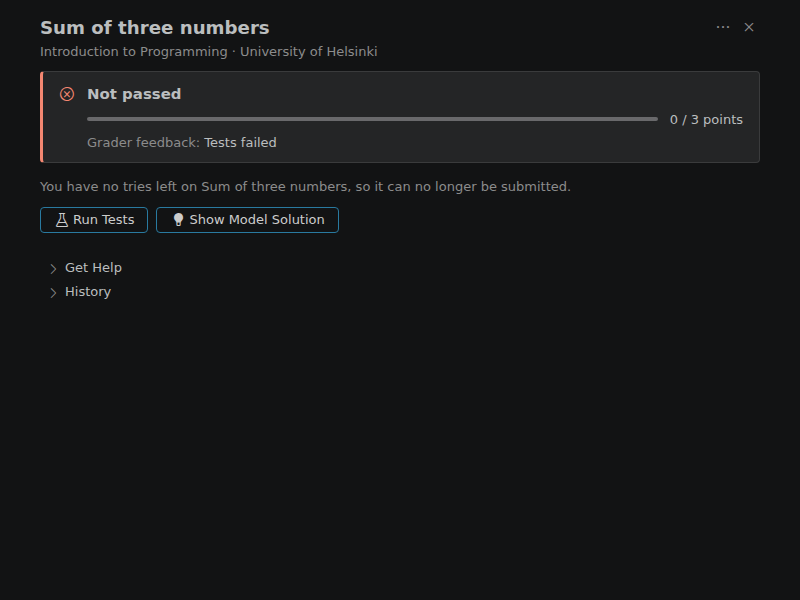 Sum of three numbers
Introduction to Programming · University of Helsinki
Not passed
0 / 3 points
Grader feedback: Tests failed
You have no tries left on Sum of three numbers, so it can no longer be submitted.
Run Tests
Show Model Solution
Get Help
History